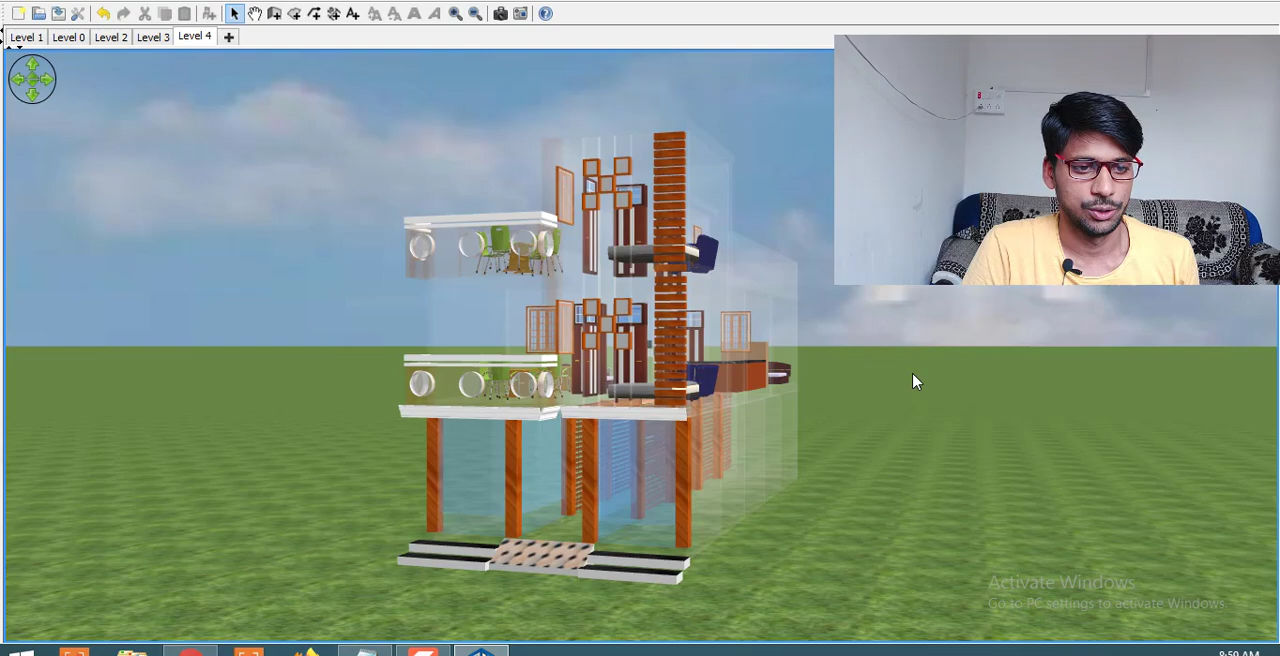 Level 1 Level 0 Level 2 Level 3 Level 4
Activate Windows
Go to PC settings to activate Windows.
8:59 AM